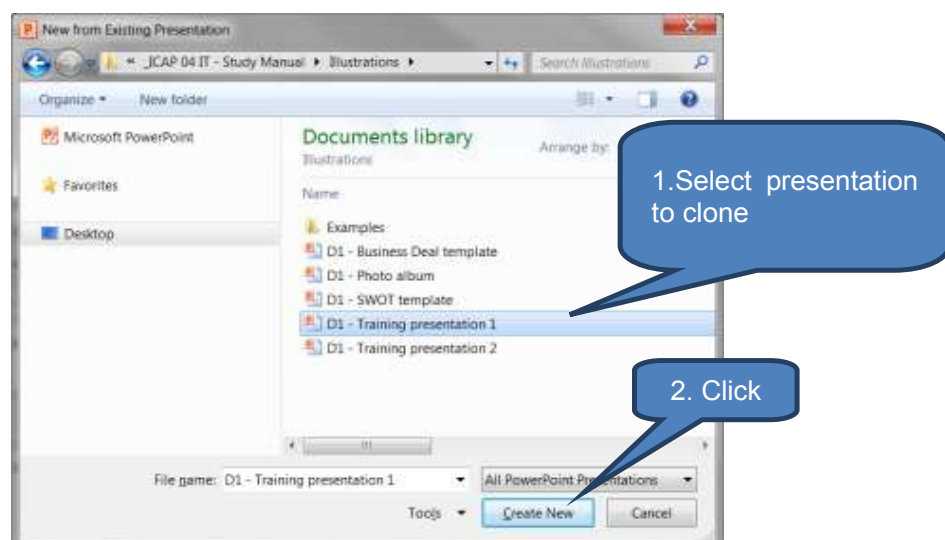 New from Existing Presentation
« _ICAP 04 IT - Study Manual ▸ Illustrations ▸
Search Illustrations
Organize
New folder
Microsoft PowerPoint
Favorites
Desktop
Documents library
Illustrations
Arrange by:
Name
Examples
D1 - Business Deal template
D1 - Photo album
D1 - SWOT template
D1 - Training presentation 1
D1 - Training presentation 2
1.Select presentation
to clone
2. Click
File name: D1 - Training presentation 1
All PowerPoint Presentations
Tools
Create New
Cancel